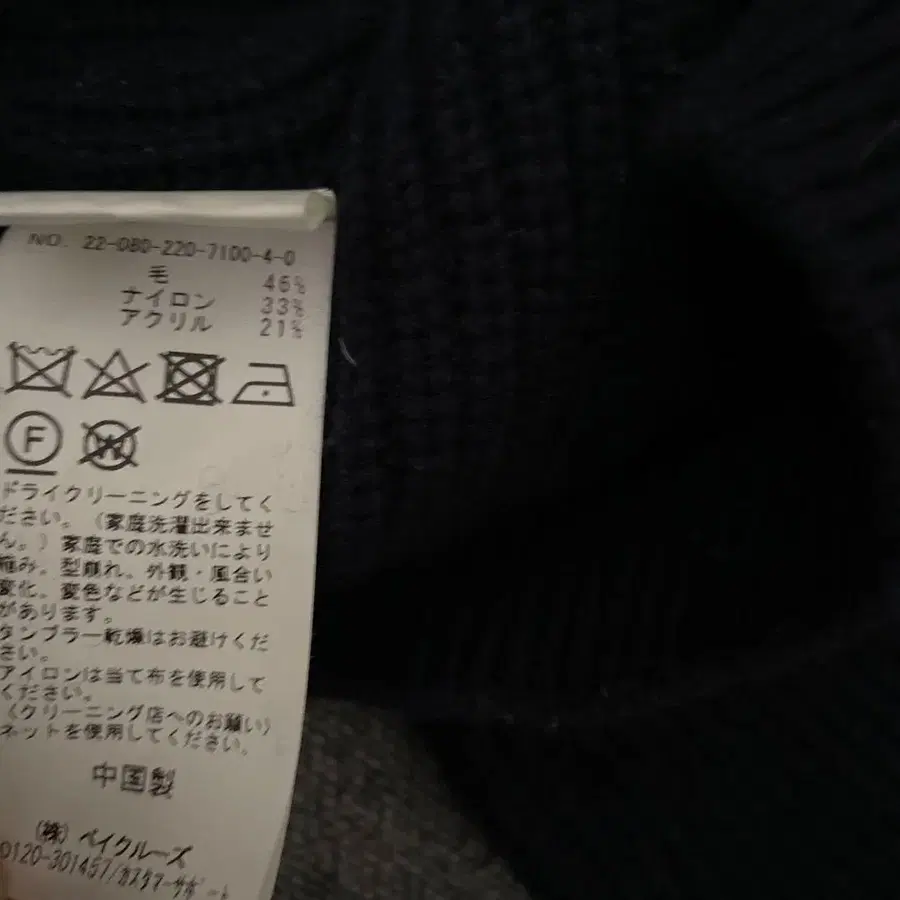 NO. 22-080-220-7100-4-0
毛 46%
ナイロン 33%
アクリル 21%
F
W
ドライクリーニングをしてく
ださい。（家庭洗濯出来ませ
ん。）家庭での水洗いにより
縮み、型崩れ、外観・風合い
変化、変色などが生じること
があります。
タンブラー乾燥はお避けくだ
さい。
アイロンは当て布を使用して
ください。
（クリーニング店へのお願い）
ネットを使用してください。
中国製
（株）ベイクルーズ
0120-301457/カスタマーサポート